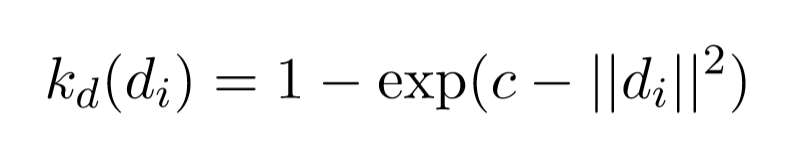 k_d(d_i) = 1 − exp(c − ||d_i||²)